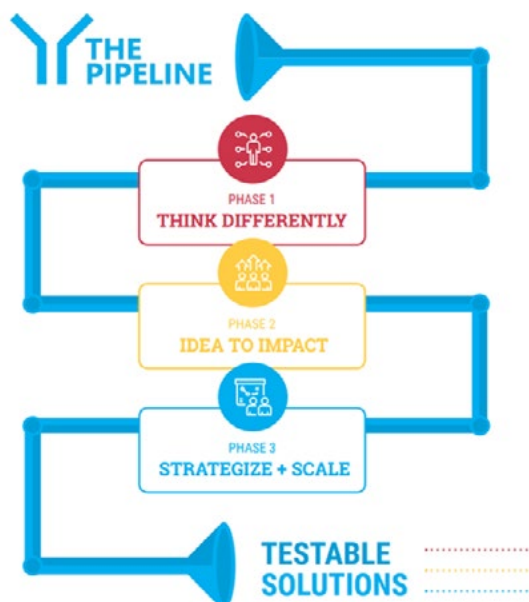 THE
PIPELINE
PHASE 1
THINK DIFFERENTLY
PHASE 2
IDEA TO IMPACT
PHASE 3
STRATEGIZE + SCALE
TESTABLE
SOLUTIONS